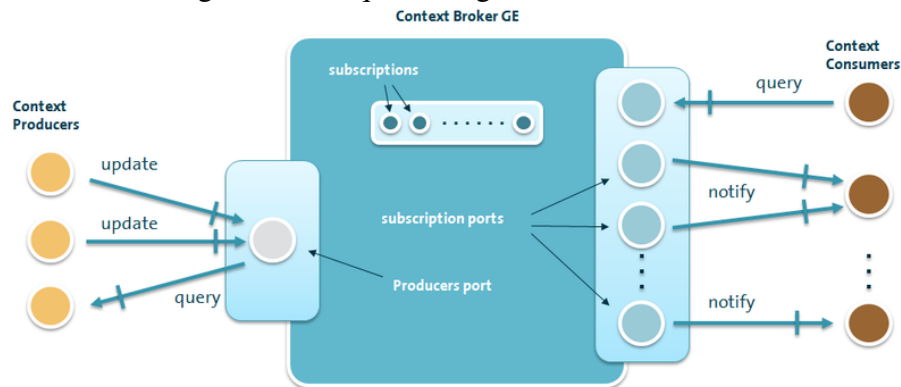 Context Broker GE
subscriptions
Context
Consumers
query
Context
Producers
update
notify
subscription ports
update
Producers port
query
notify